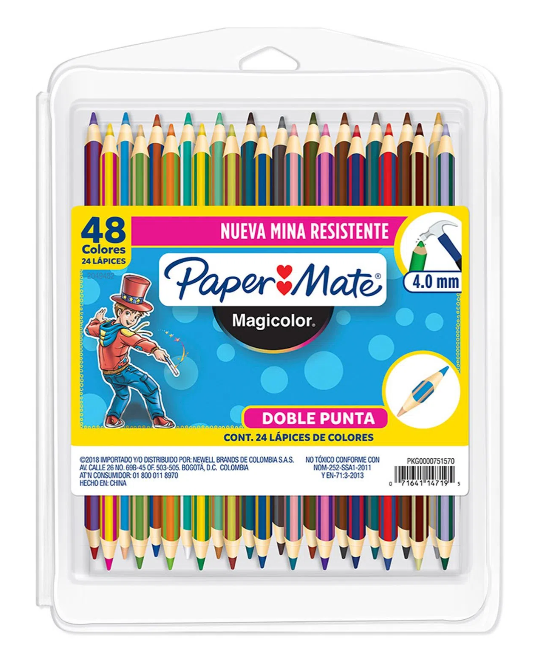 48
Colores
24 LÁPICES
NUEVA MINA RESISTENTE
4.0 mm
Paper Mate®
Magicolor®
DOBLE PUNTA
CONT. 24 LÁPICES DE COLORES
©2018 IMPORTADO Y/O DISTRIBUIDO POR: NEWELL BRANDS DE COLOMBIA S.A.S.
AV. CALLE 26 NO. 69B-45 OF. 503-505. BOGOTÁ, D.C. COLOMBIA
AT'N CONSUMIDOR: 01 800 011 8970
HECHO EN: CHINA
NO TÓXICO CONFORME CON
NOM-252-SSA1-2011
Y EN-71:3-2013
PKG0000751570
0 71641 14719 5